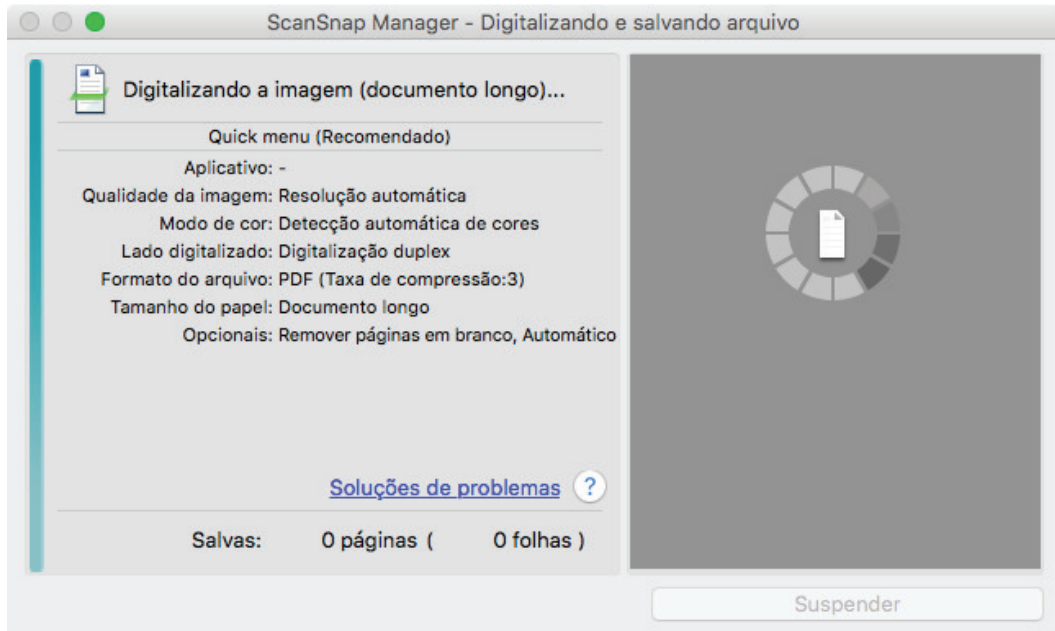 ScanSnap Manager - Digitalizando e salvando arquivo
Digitalizando a imagem (documento longo)...
Quick menu (Recomendado)
Aplicativo: -
Qualidade da imagem: Resolução automática
Modo de cor: Detecção automática de cores
Lado digitalizado: Digitalização duplex
Formato do arquivo: PDF (Taxa de compressão:3)
Tamanho do papel: Documento longo
Opcionais: Remover páginas em branco, Automático
Soluções de problemas ?
Salvas: 0 páginas ( 0 folhas )
Suspender